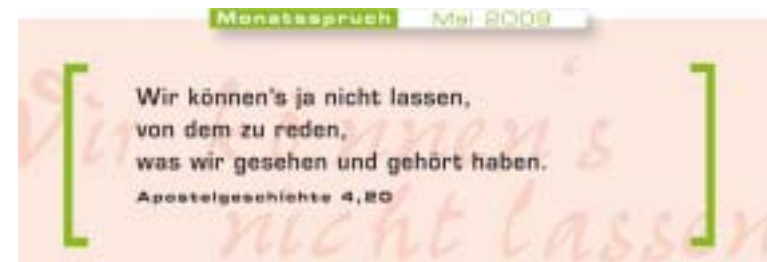 Monatsspruch Mai 2009
Wir können's ja nicht lassen,
von dem zu reden,
was wir gesehen und gehört haben.
Apostelgeschichte 4,20
Wir können's
nicht lassen